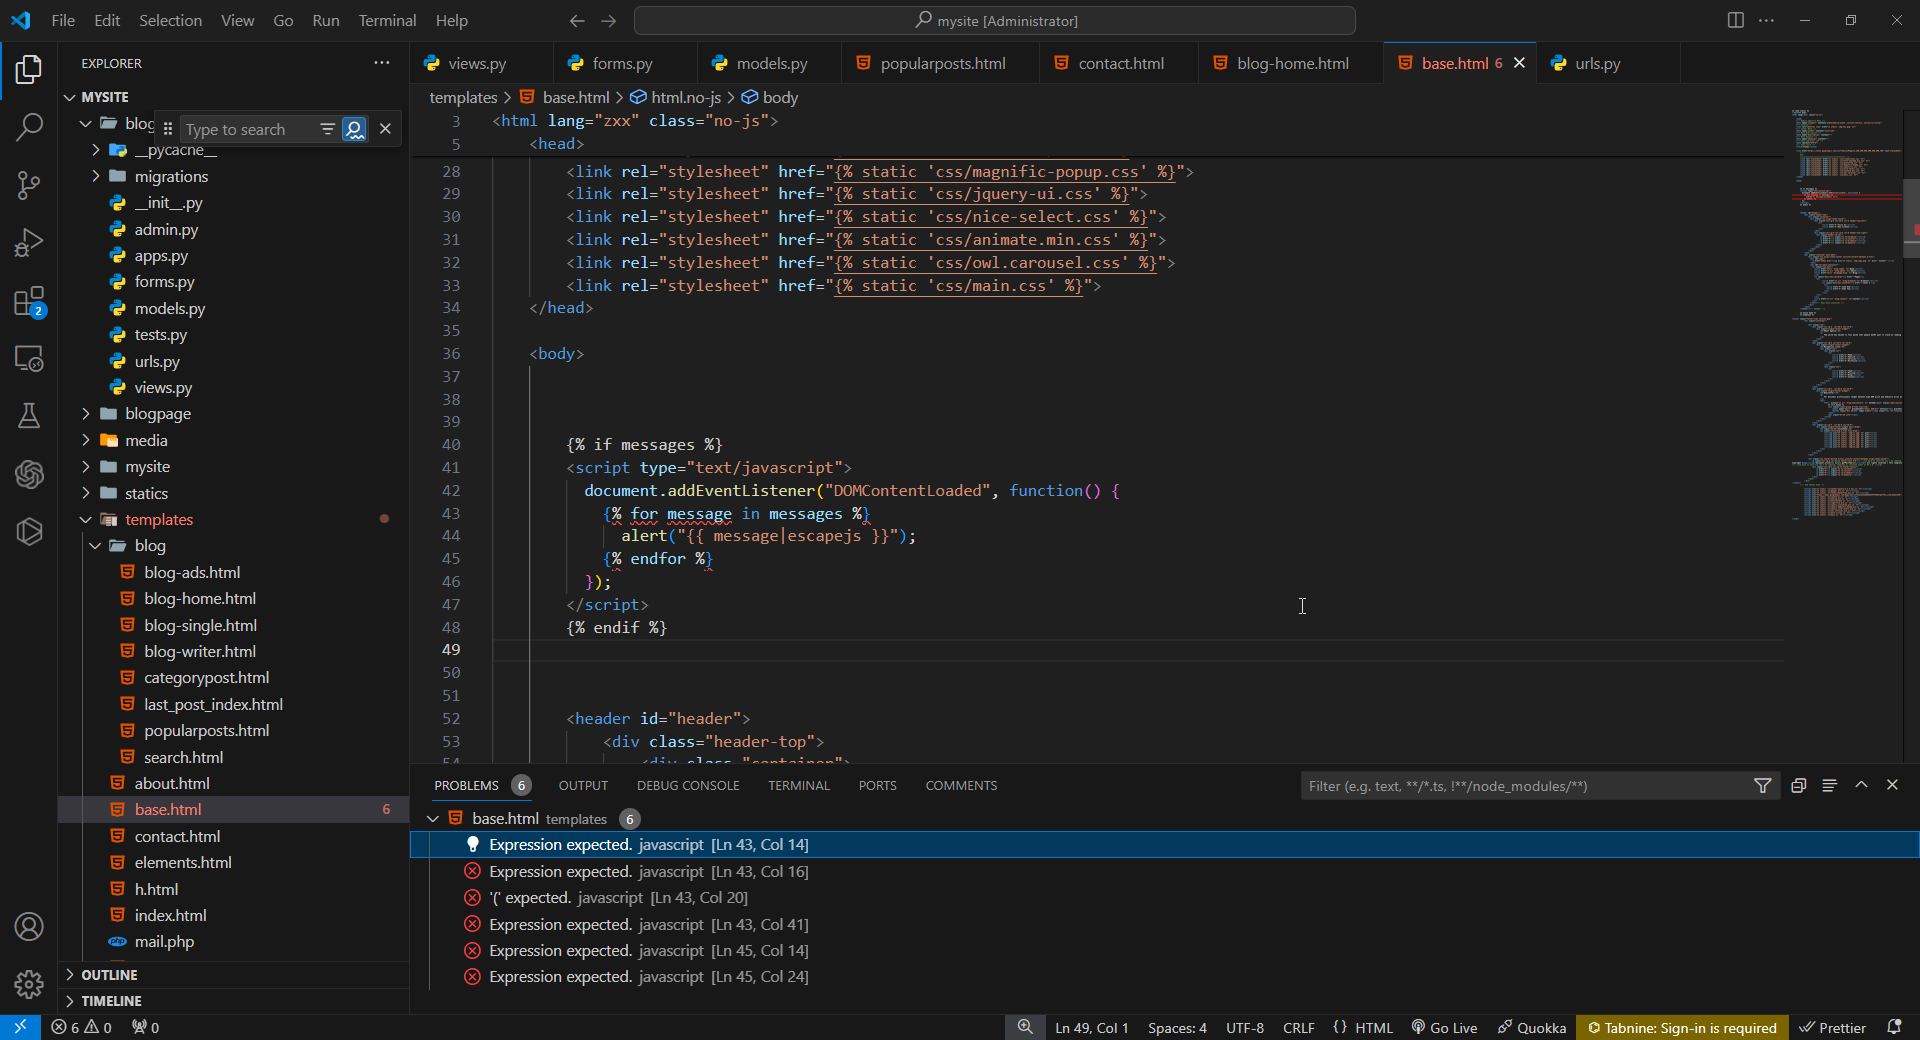 File Edit Selection View Go Run Terminal Help
mysite [Administrator]
EXPLORER
MYSITE
blog
Type to search
__pycache__
migrations
__init__.py
admin.py
apps.py
forms.py
models.py
tests.py
urls.py
views.py
blogpage
media
mysite
statics
templates
blog
blog-ads.html
blog-home.html
blog-single.html
blog-writer.html
categorypost.html
last_post_index.html
popularposts.html
search.html
about.html
base.html 6
contact.html
elements.html
h.html
index.html
mail.php
OUTLINE
TIMELINE
2
views.py forms.py models.py popularposts.html contact.html blog-home.html base.html 6 urls.py
templates > base.html > html.no-js > body
3 <html lang="zxx" class="no-js">
5 <head>
28 <link rel="stylesheet" href="{% static 'css/magnific-popup.css' %}">
29 <link rel="stylesheet" href="{% static 'css/jquery-ui.css' %}">
30 <link rel="stylesheet" href="{% static 'css/nice-select.css' %}">
31 <link rel="stylesheet" href="{% static 'css/animate.min.css' %}">
32 <link rel="stylesheet" href="{% static 'css/owl.carousel.css' %}">
33 <link rel="stylesheet" href="{% static 'css/main.css' %}">
34 </head>
35
36 <body>
37
38
39
40 {% if messages %}
41 <script type="text/javascript">
42 document.addEventListener("DOMContentLoaded", function() {
43 {% for message in messages %}
44 alert("{{ message|escapejs }}");
45 {% endfor %}
46 });
47 </script>
48 {% endif %}
49
50
51
52 <header id="header">
53 <div class="header-top">
54 <div class="container">
PROBLEMS 6 OUTPUT DEBUG CONSOLE TERMINAL PORTS COMMENTS
Filter (e.g. text, **/*.ts, !**/node_modules/**)
base.html templates 6
Expression expected. javascript [Ln 43, Col 14]
Expression expected. javascript [Ln 43, Col 16]
'(' expected. javascript [Ln 43, Col 20]
Expression expected. javascript [Ln 43, Col 41]
Expression expected. javascript [Ln 45, Col 14]
Expression expected. javascript [Ln 45, Col 24]
6 0 0 Ln 49, Col 1 Spaces: 4 UTF-8 CRLF {} HTML Go Live Quokka Tabnine: Sign-in is required Prettier